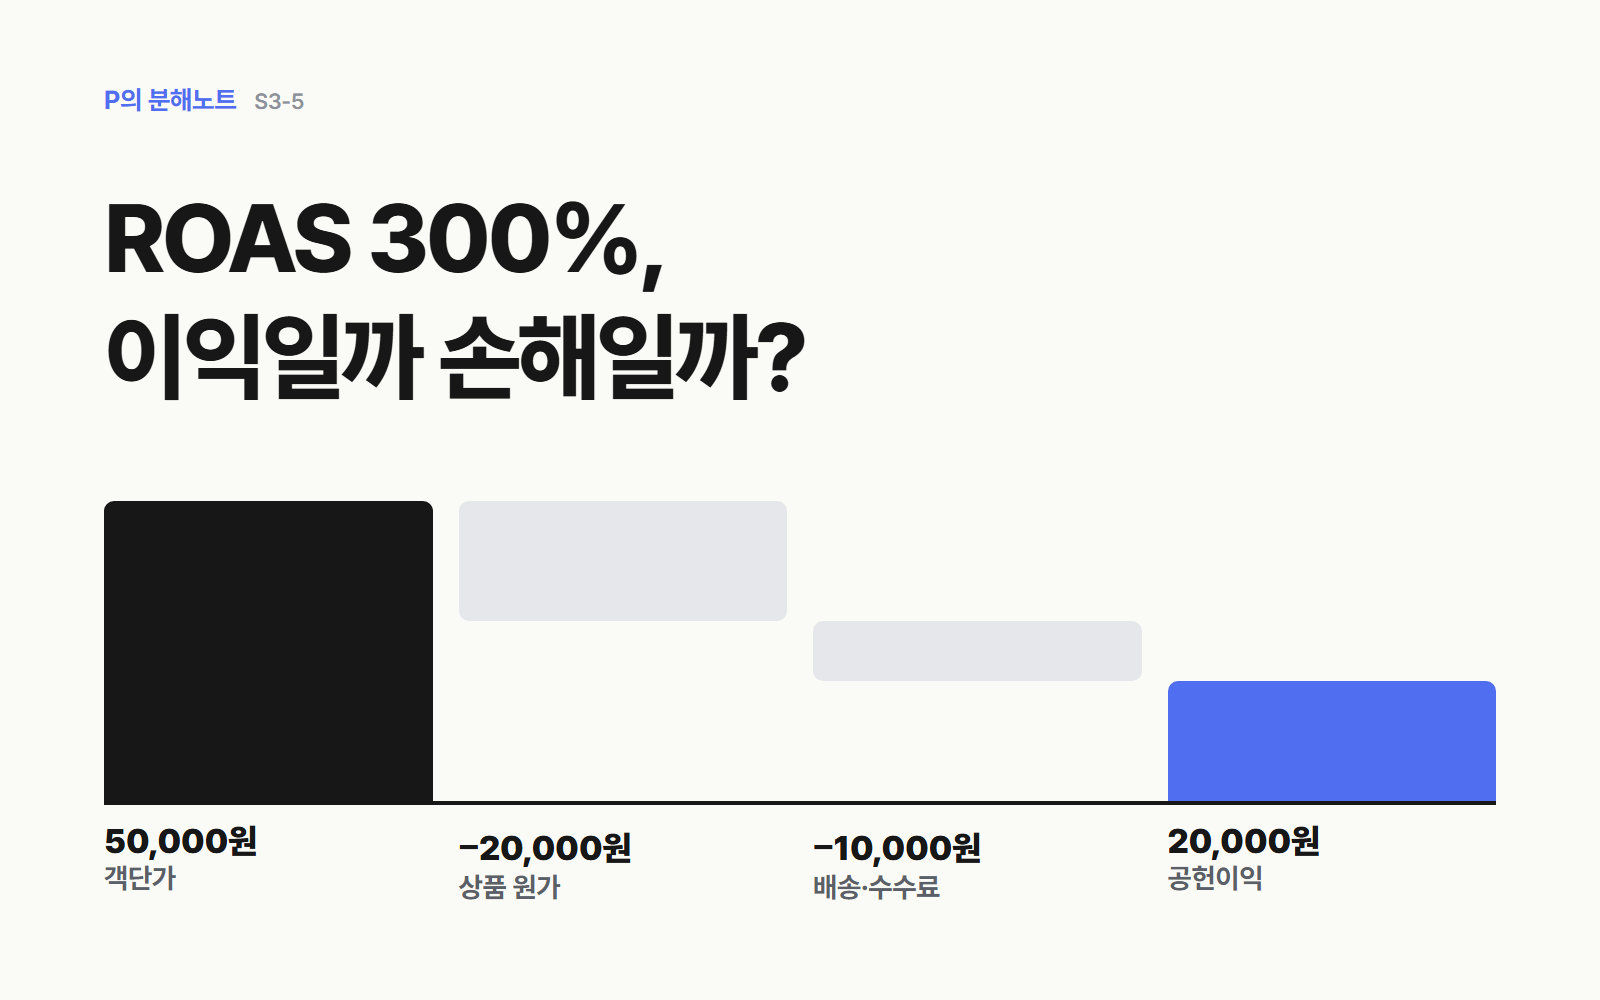 P의 분해노트 S3-5
ROAS 300%,
이익일까 손해일까?
50,000원
객단가
−20,000원
상품 원가
−10,000원
배송·수수료
20,000원
공헌이익